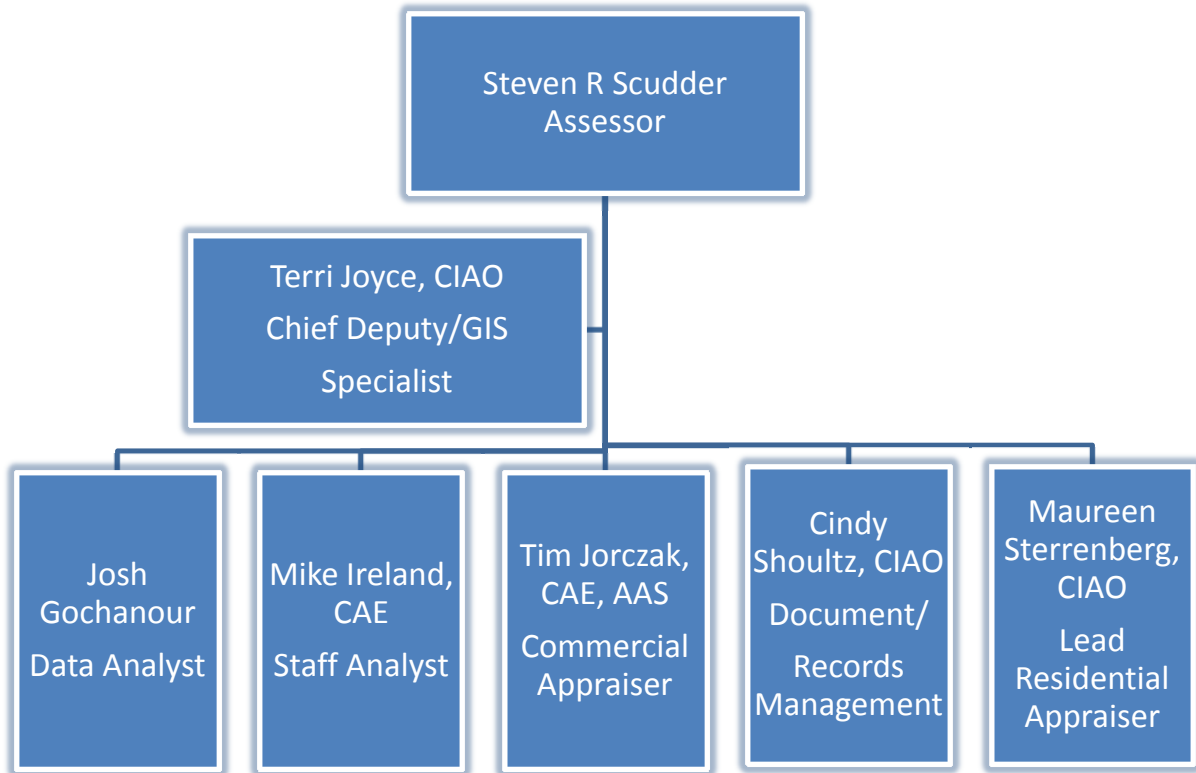 Steven R Scudder
Assessor
Terri Joyce, CIAO
Chief Deputy/GIS
Specialist
Josh
Gochanour
Data Analyst
Mike Ireland,
CAE
Staff Analyst
Tim Jorczak,
CAE, AAS
Commercial
Appraiser
Cindy
Shoultz, CIAO
Document/
Records
Management
Maureen
Sterrenberg,
CIAO
Lead
Residential
Appraiser